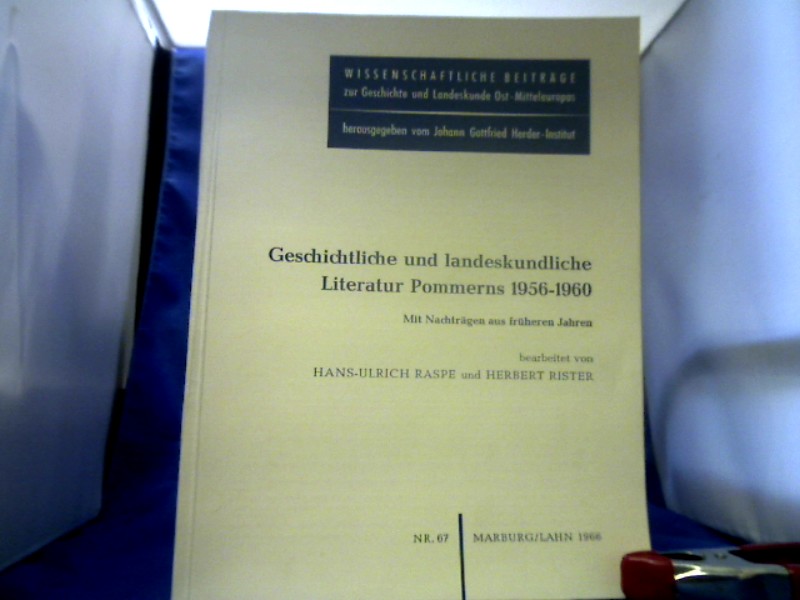 WISSENSCHAFTLICHE BEITRÄGE
zur Geschichte und Landeskunde Ost-Mitteleuropas
herausgegeben vom Johann Gottfried Herder-Institut
Geschichtliche und landeskundliche
Literatur Pommerns 1956-1960
Mit Nachträgen aus früheren Jahren
bearbeitet von
HANS-ULRICH RASPE und HERBERT RISTER
NR. 67 MARBURG/LAHN 1966